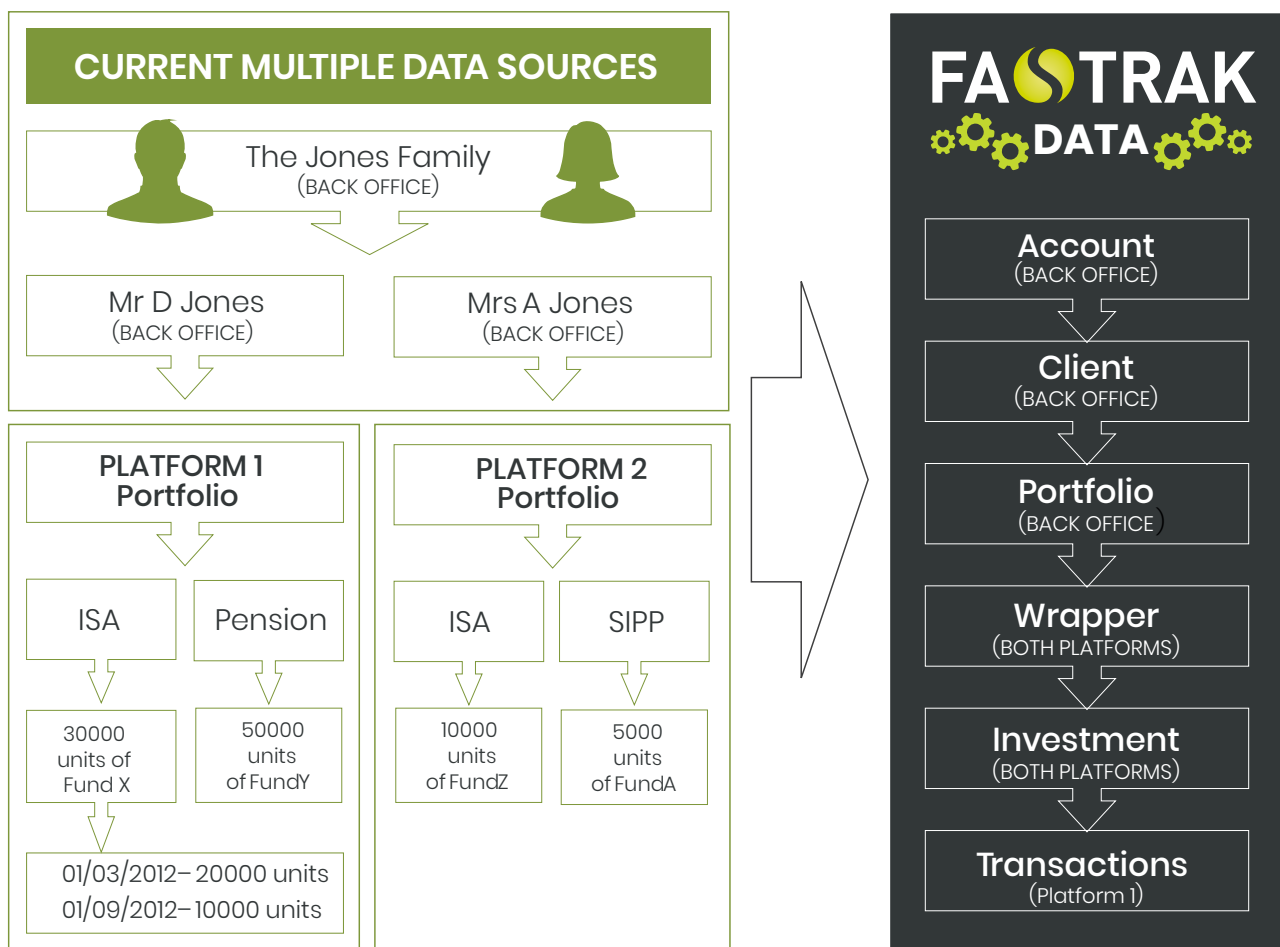 CURRENT MULTIPLE DATA SOURCES
The Jones Family
(BACK OFFICE)
Mr D Jones
(BACK OFFICE)
Mrs A Jones
(BACK OFFICE)
PLATFORM 1
Portfolio
ISA
Pension
30000
units of
Fund X
50000
units
of FundY
01/03/2012–20000 units
01/09/2012–10000 units
PLATFORM 2
Portfolio
ISA
SIPP
10000
units
of FundZ
5000
units
of FundA
FASTRAK
DATA
Account
(BACK OFFICE)
Client
(BACK OFFICE)
Portfolio
(BACK OFFICE)
Wrapper
(BOTH PLATFORMS)
Investment
(BOTH PLATFORMS)
Transactions
(Platform 1)